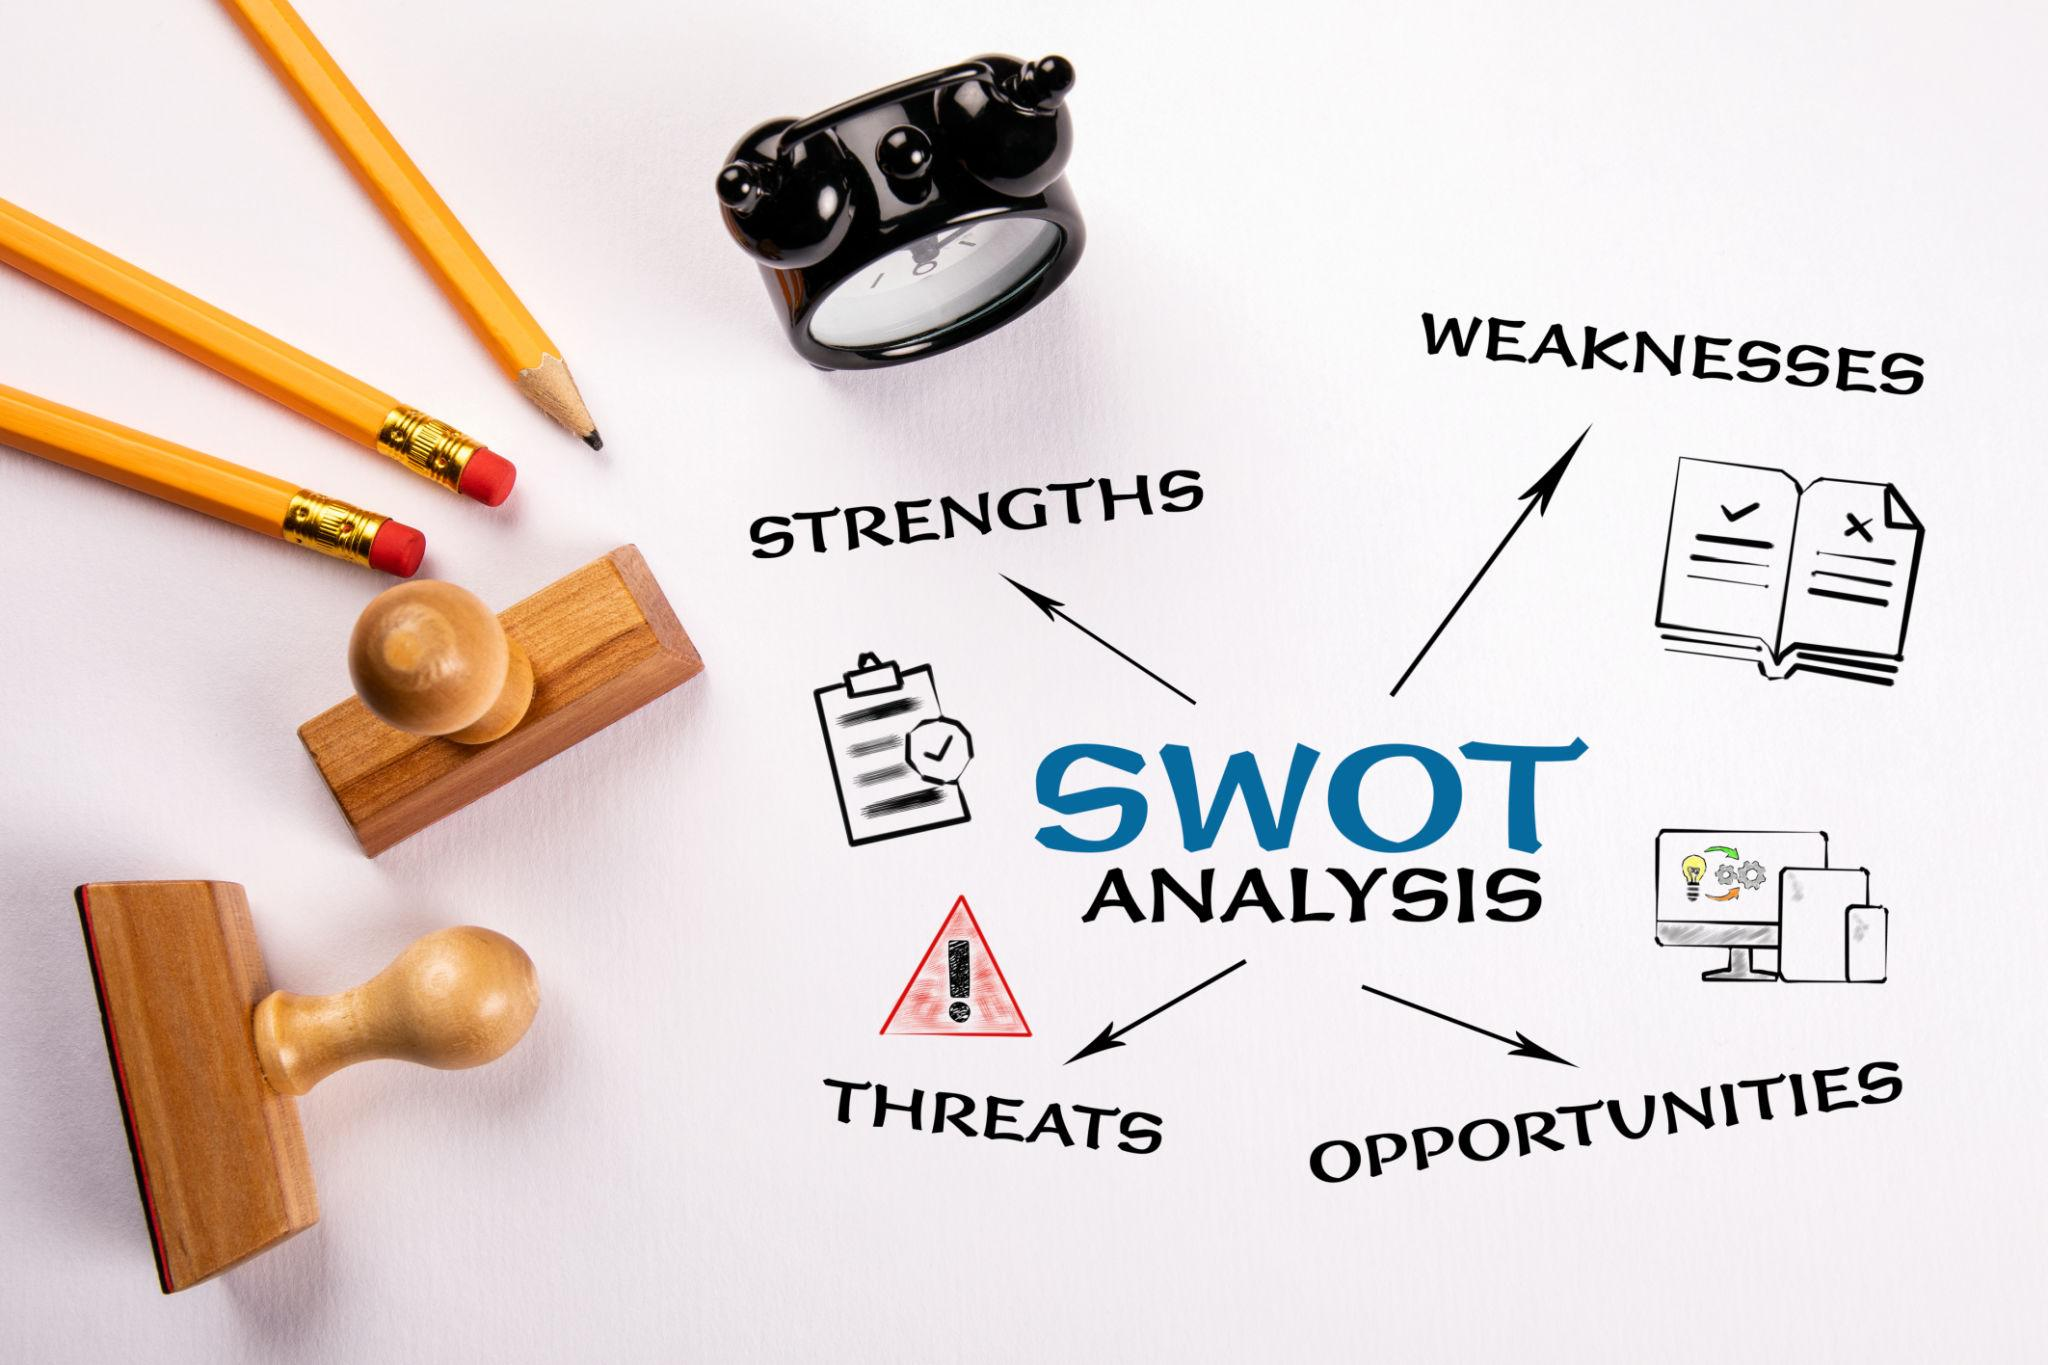 WEAKNESSES
STRENGTHS
SWOT
ANALYSIS
THREATS
OPPORTUNITIES